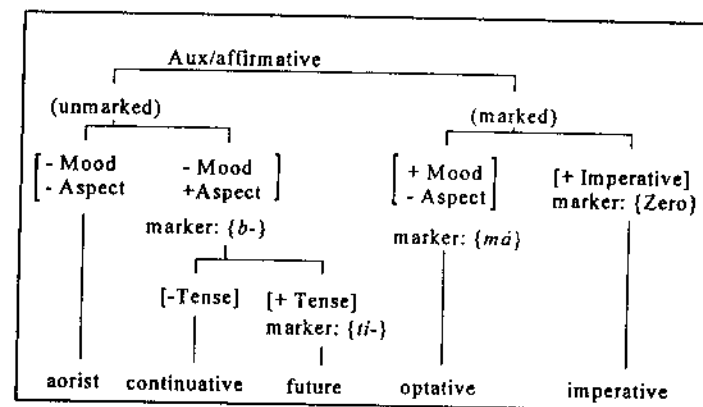 Aux/affirmative
(unmarked) (marked}
[- Mood - Mood ] [+ Mood ] [+ Imperative]
[- Aspect +Aspect ] [- Aspect] marker: {Zero}
marker: {b-} marker: {má}
[-Tense] [+ Tense]
marker: {ti-}
aorist continuative future optative imperative